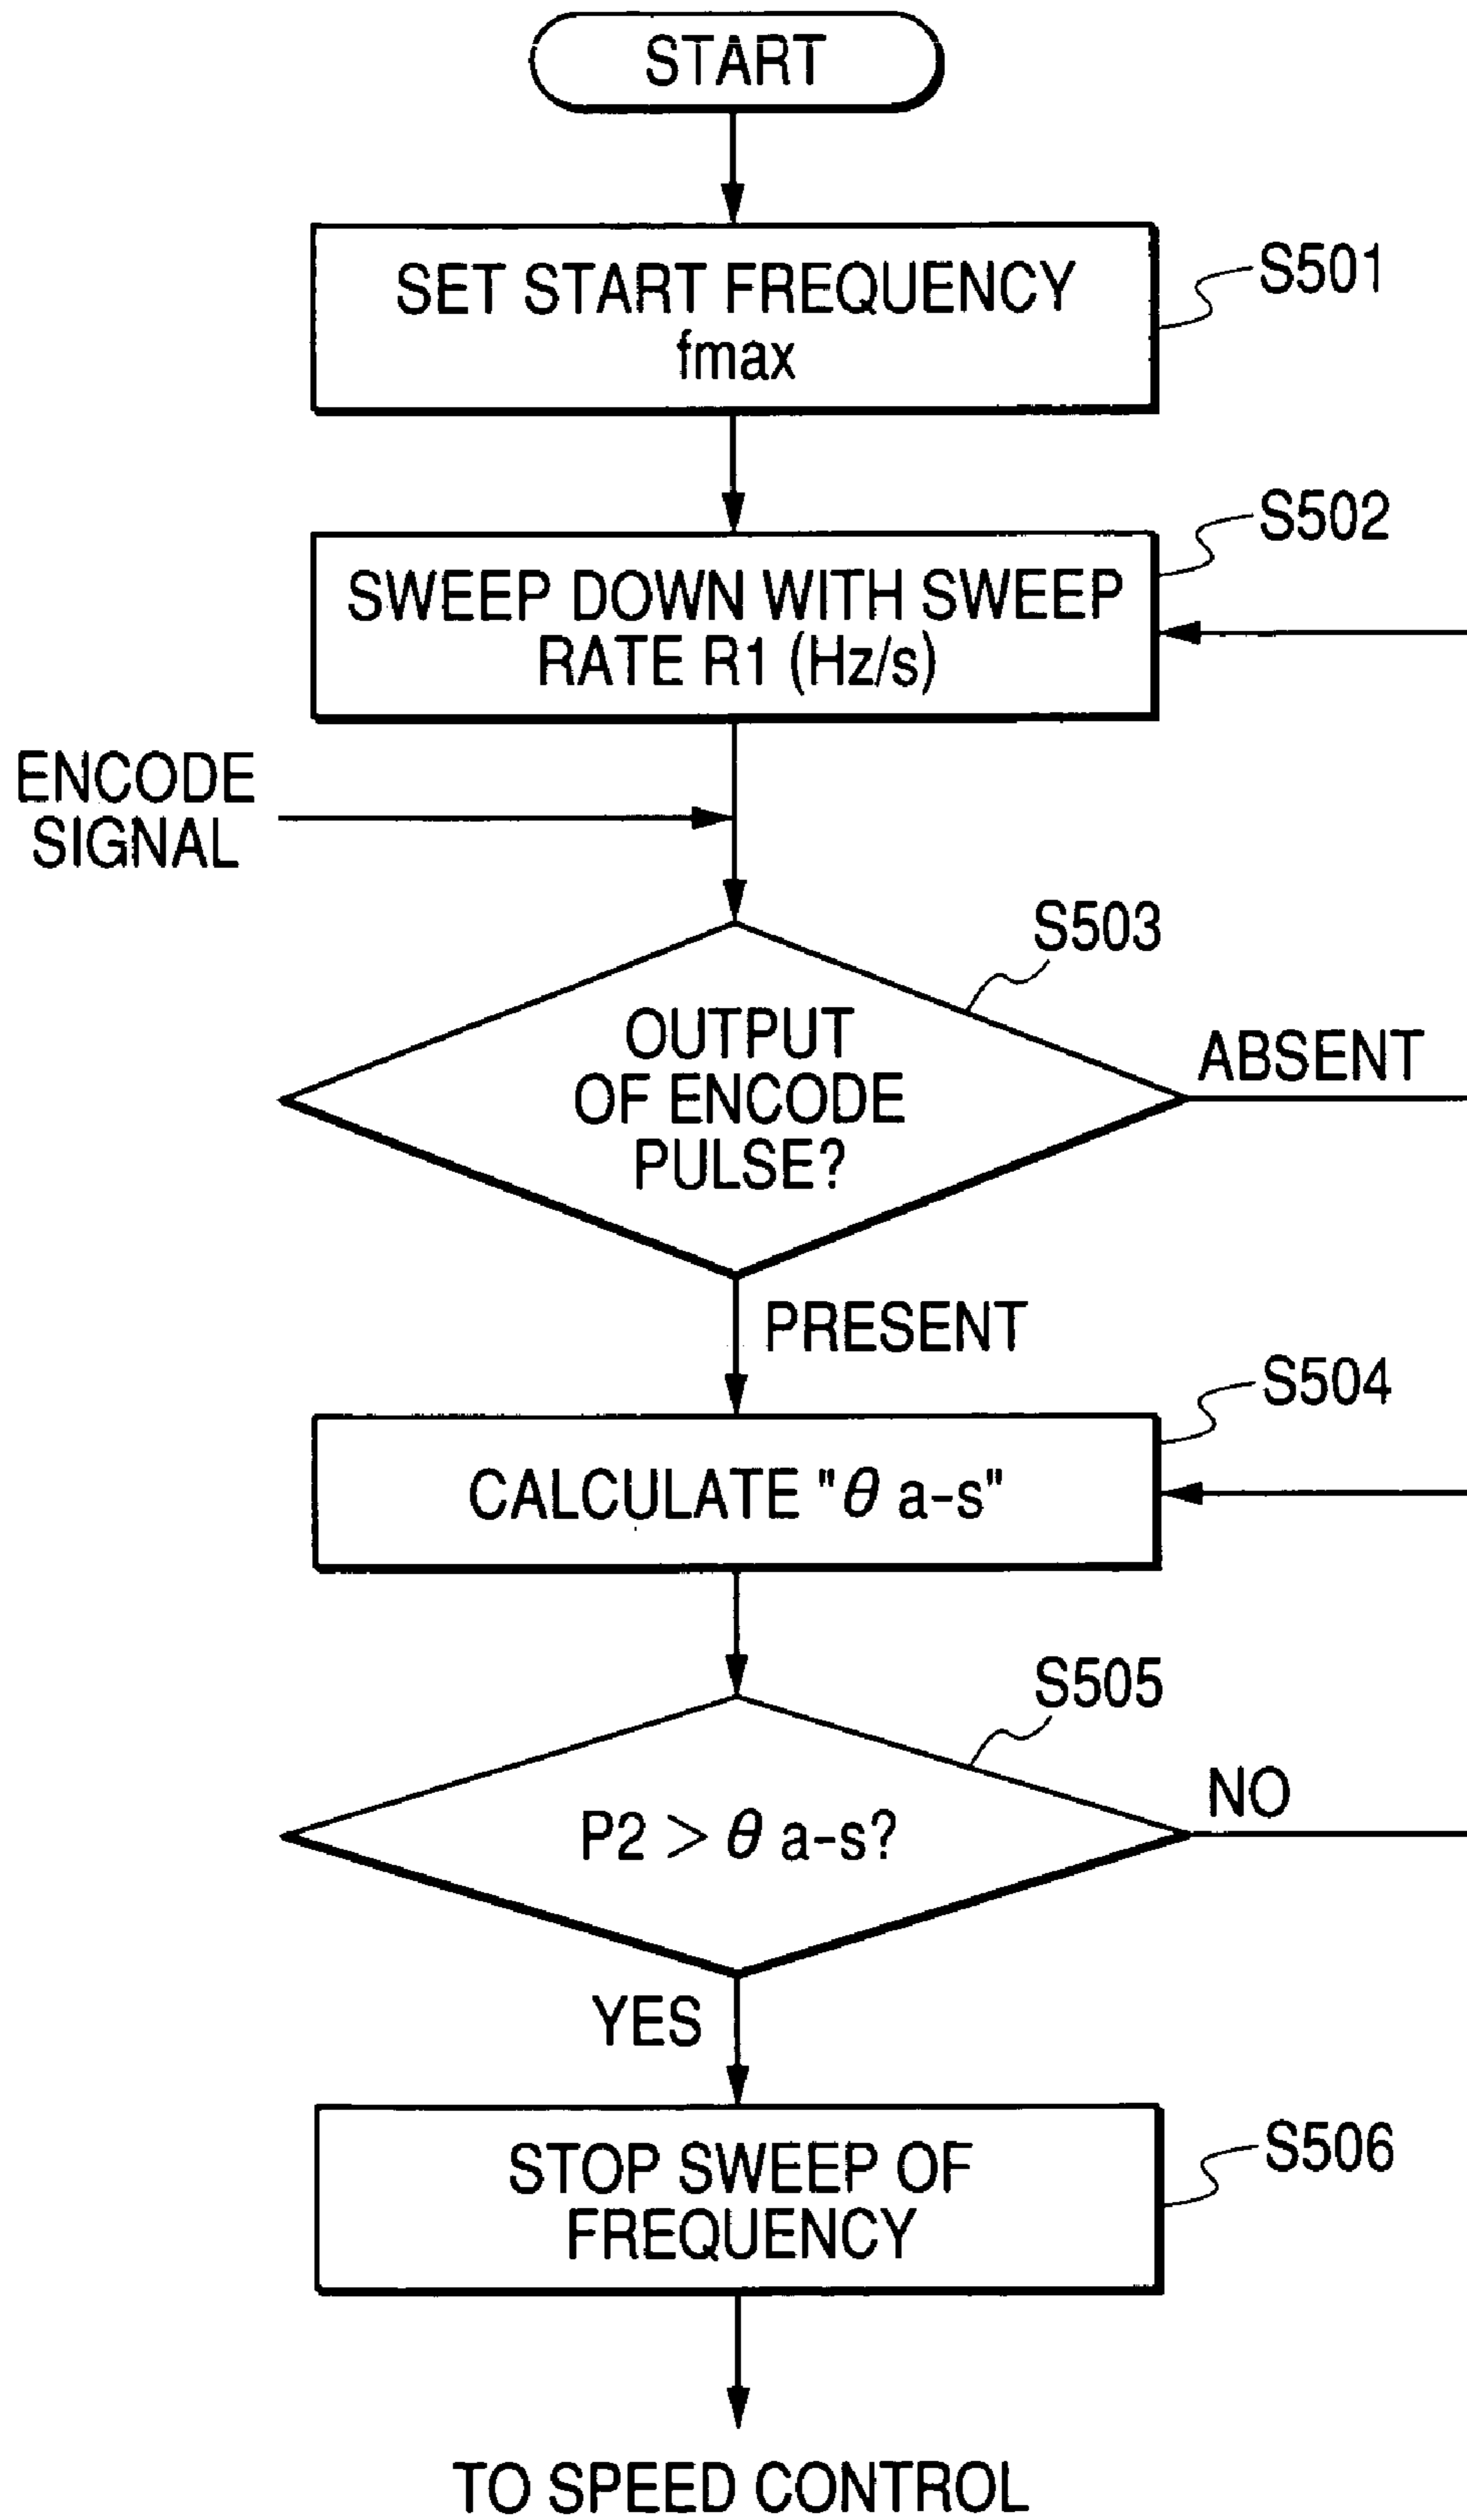 START
SET START FREQUENCY
fmax
S501
SWEEP DOWN WITH SWEEP
RATE R1 (Hz/s)
S502
ENCODE
SIGNAL
OUTPUT
OF ENCODE
PULSE?
S503
ABSENT
PRESENT
CALCULATE "θ a-s"
S504
P2 > θ a-s?
S505
NO
YES
STOP SWEEP OF
FREQUENCY
S506
TO SPEED CONTROL